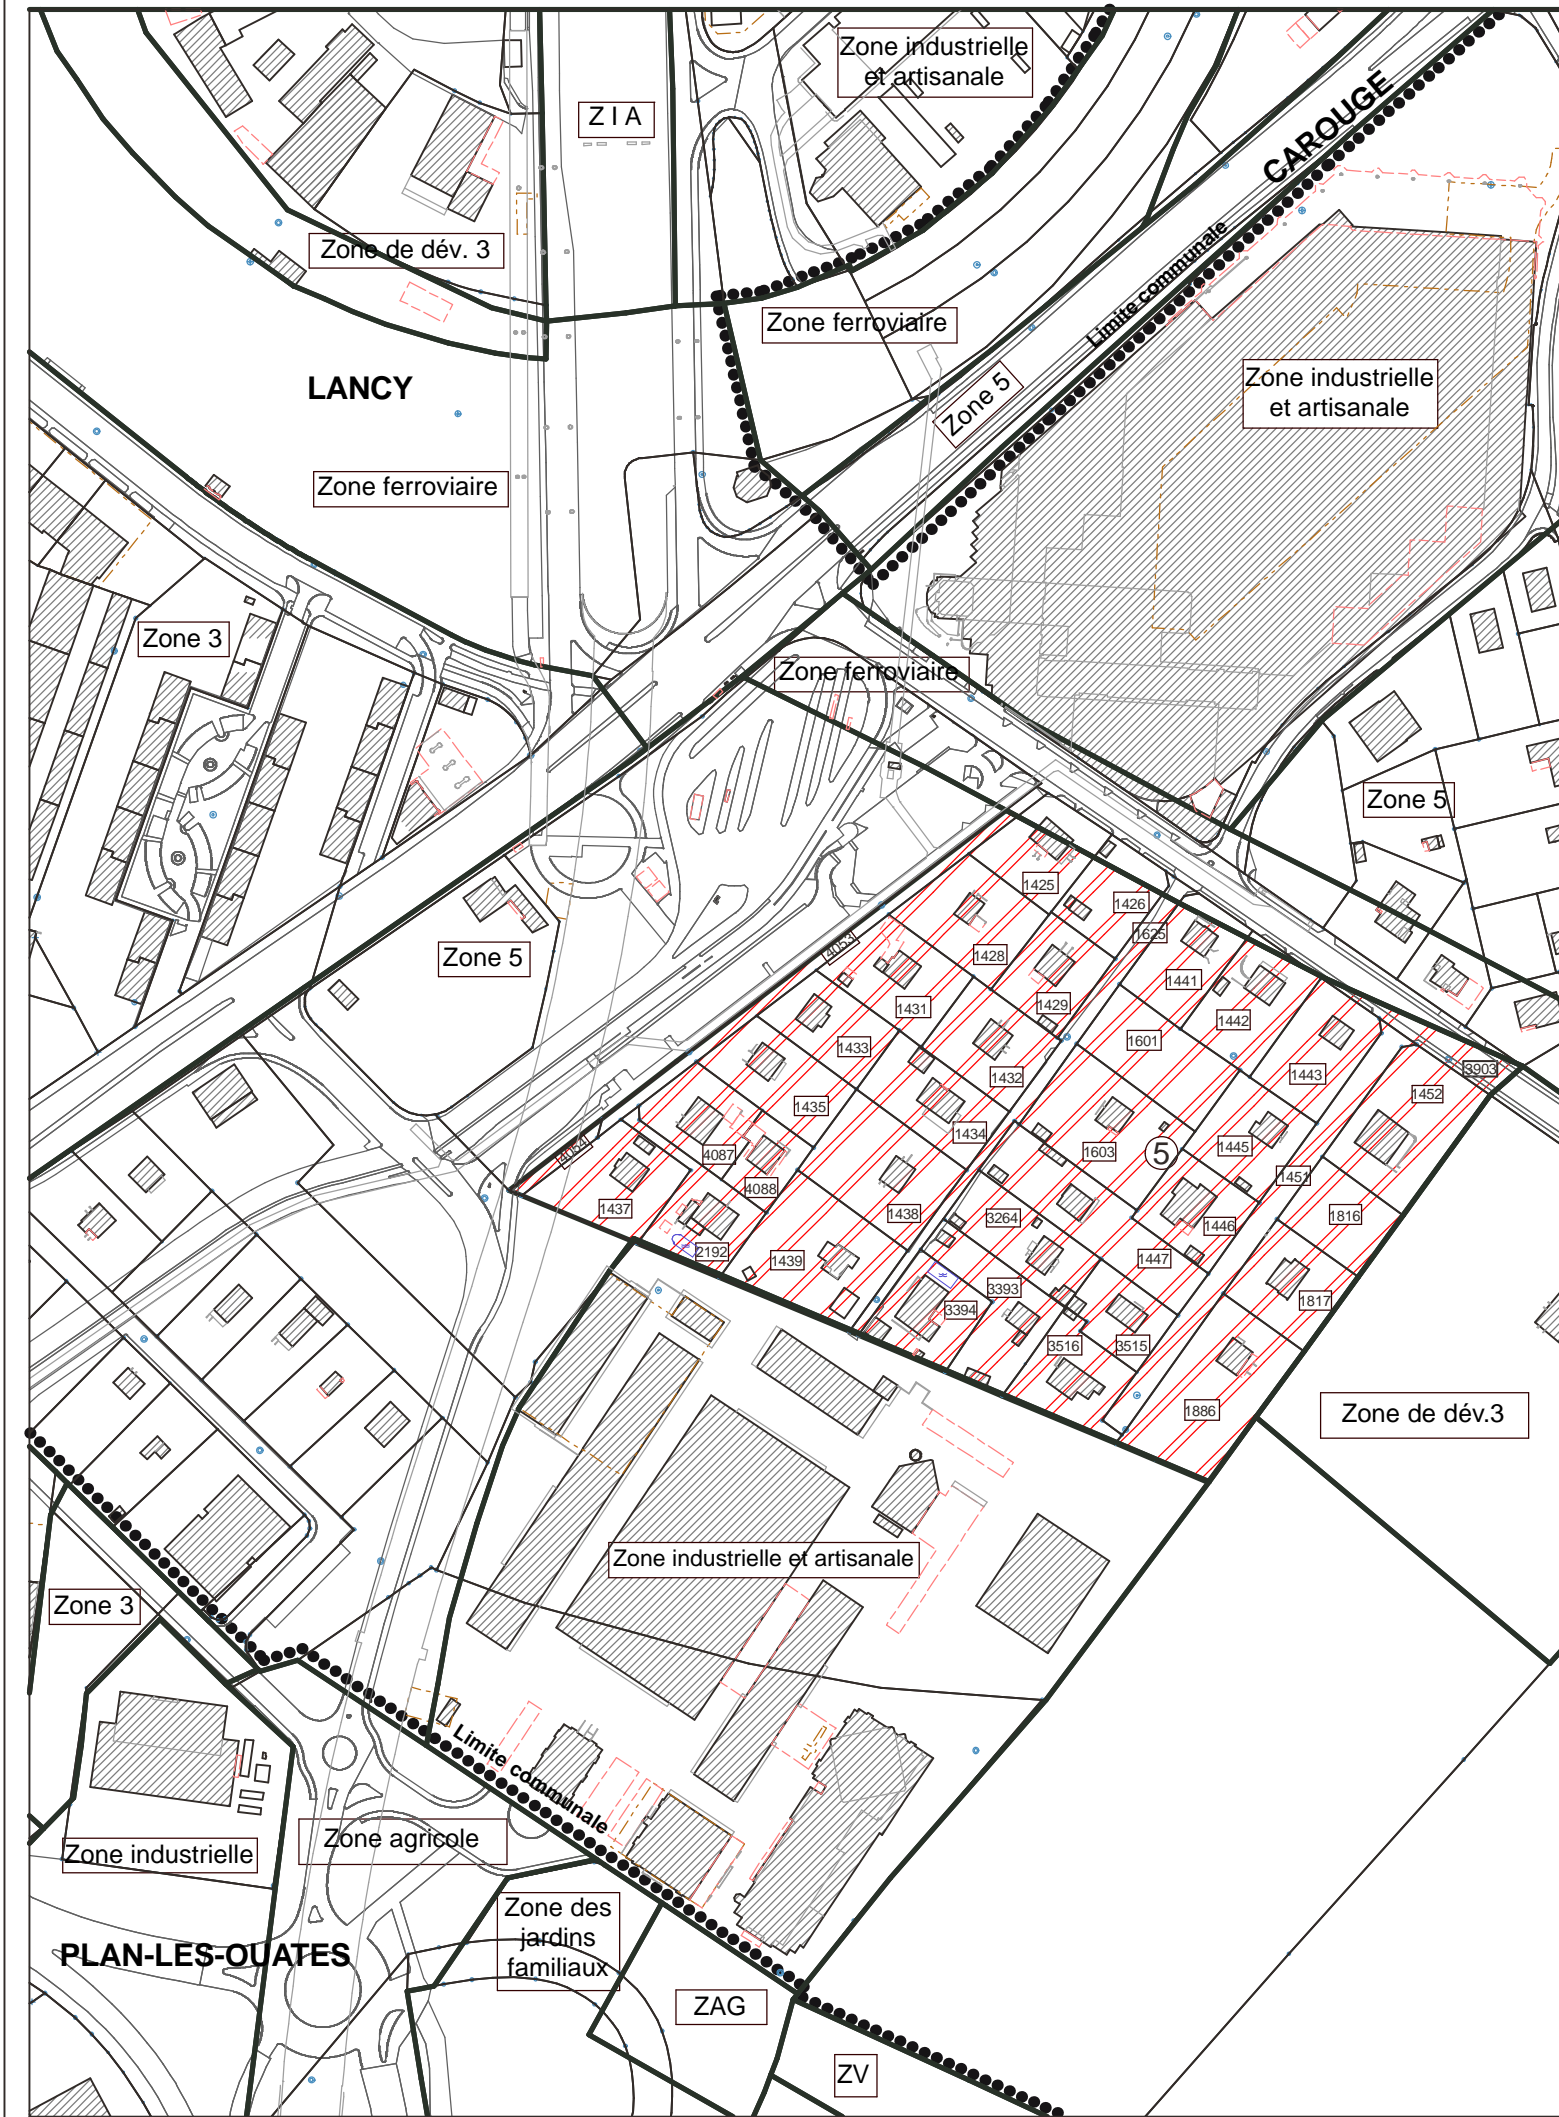 Zone industrielle
et artisanale
Z I A
CAROUGE
Zone de dév. 3
Limite communale
Zone ferroviaire
LANCY
Zone 5
Zone industrielle
et artisanale
Zone ferroviaire
Zone 3
Zone ferroviaire
Zone 5
1425
1426
1625
4053
Zone 5
1428
1441
1429
1431
1442
1601
1433
1432
1443
3903
1452
1435
1434
4054
4087
1603
5
1445
1451
4088
1437
1438
3264
1446
1816
2192
1439
1447
3393
3394
1817
3516
3515
1886
Zone de dév.3
Zone industrielle et artisanale
Zone 3
Limite communale
Zone agricole
Zone industrielle
Zone des
jardins
familiaux
PLAN-LES-OUATES
ZAG
ZV